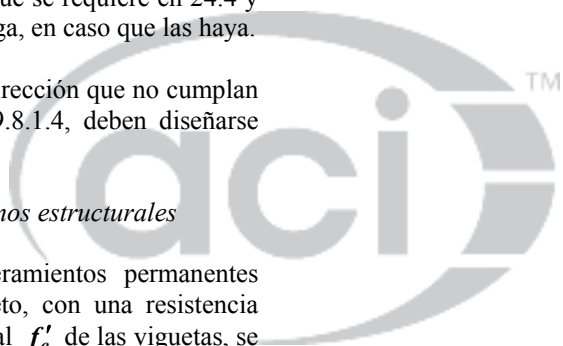 que se requiere en 24.4 y
ga, en caso que las haya.
rección que no cumplan
9.8.1.4, deben diseñarse
nos estructurales
eramientos permanentes
eto, con una resistencia
al f′c de las viguetas, se
aci
TM